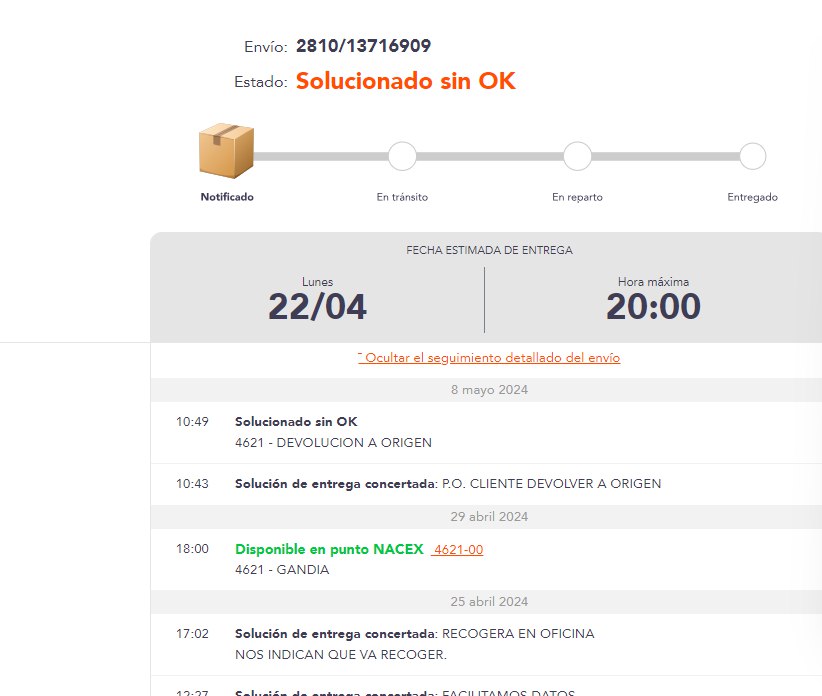 Envío: 2810/13716909
Estado: Solucionado sin OK
Notificado En tránsito En reparto Entregado
FECHA ESTIMADA DE ENTREGA
Lunes Hora máxima
22/04 20:00
ˉ Ocultar el seguimiento detallado del envío
8 mayo 2024
10:49 Solucionado sin OK
4621 - DEVOLUCION A ORIGEN
10:43 Solución de entrega concertada: P.O. CLIENTE DEVOLVER A ORIGEN
29 abril 2024
18:00 Disponible en punto NACEX 4621-00
4621 - GANDIA
25 abril 2024
17:02 Solución de entrega concertada: RECOGERA EN OFICINA
NOS INDICAN QUE VA RECOGER.
12:27 Solución de entrega concertada: FACILITAMOS DATOS